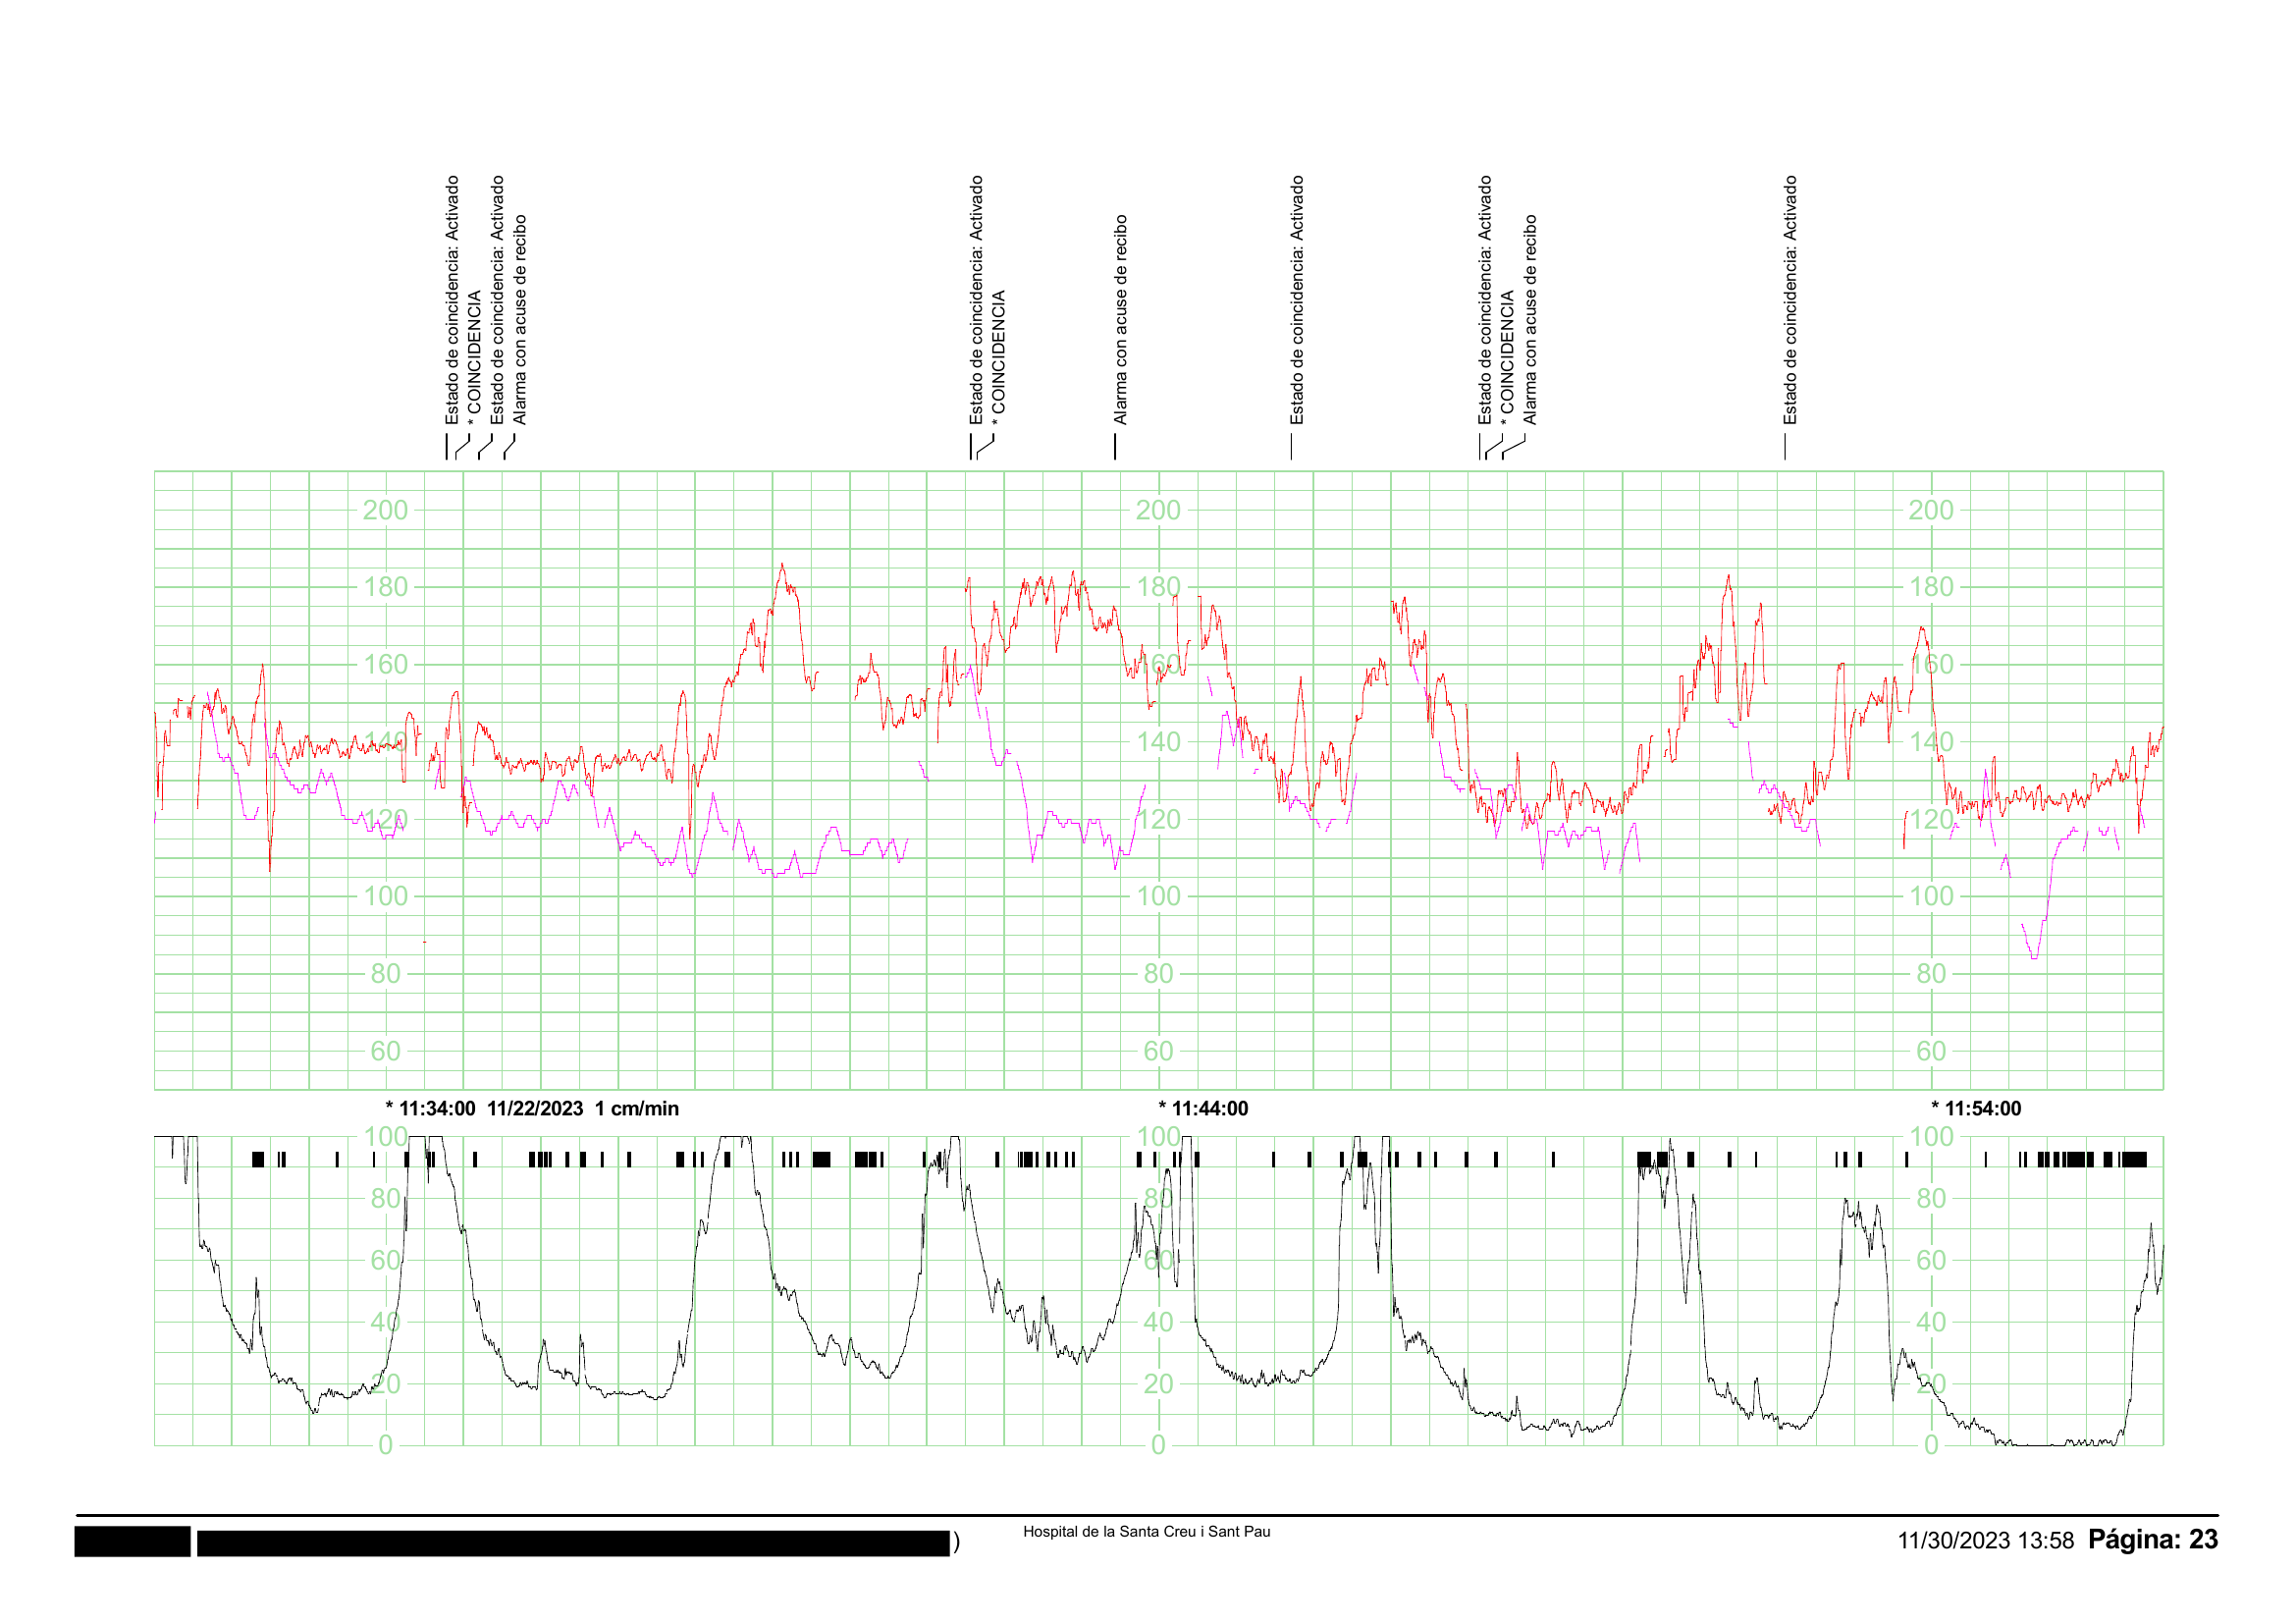 Estado de coincidencia: Activado
* COINCIDENCIA
Estado de coincidencia: Activado
Alarma con acuse de recibo
Estado de coincidencia: Activado
* COINCIDENCIA
Alarma con acuse de recibo
Estado de coincidencia: Activado
Estado de coincidencia: Activado
* COINCIDENCIA
Alarma con acuse de recibo
Estado de coincidencia: Activado
200 200 200
180 180 180
160 160 160
140 140 140
120 120 120
100 100 100
80 80 80
60 60 60
* 11:34:00 11/22/2023 1 cm/min * 11:44:00 * 11:54:00
100 100 100
80 80 80
60 60 60
40 40 40
20 20 20
0 0 0
) Hospital de la Santa Creu i Sant Pau 11/30/2023 13:58 Página: 23